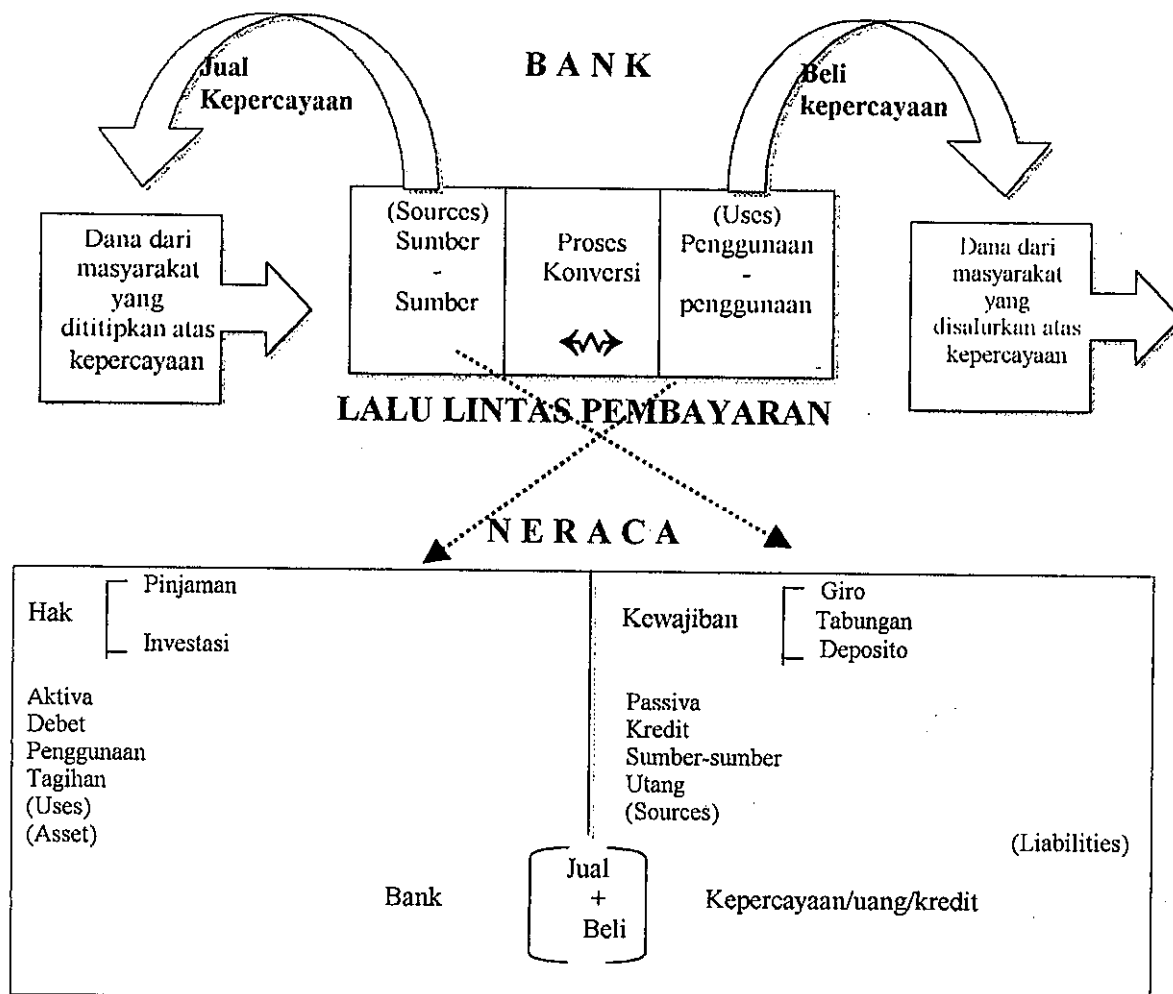 B A N K
Jual
Kepercayaan
Beli
kepercayaan
Dana dari
masyarakat
yang
dititipkan atas
kepercayaan
(Sources)
Sumber
-
Sumber
Proses
Konversi
(Uses)
Penggunaan
-
penggunaan
Dana dari
masyarakat
yang
disalurkan atas
kepercayaan
LALU LINTAS PEMBAYARAN
N E R A C A
Hak
Pinjaman
Investasi
Aktiva
Debet
Penggunaan
Tagihan
(Uses)
(Asset)
Kewajiban
Giro
Tabungan
Deposito
Passiva
Kredit
Sumber-sumber
Utang
(Sources)
(Liabilities)
Bank
Jual
+
Beli
Kepercayaan/uang/kredit